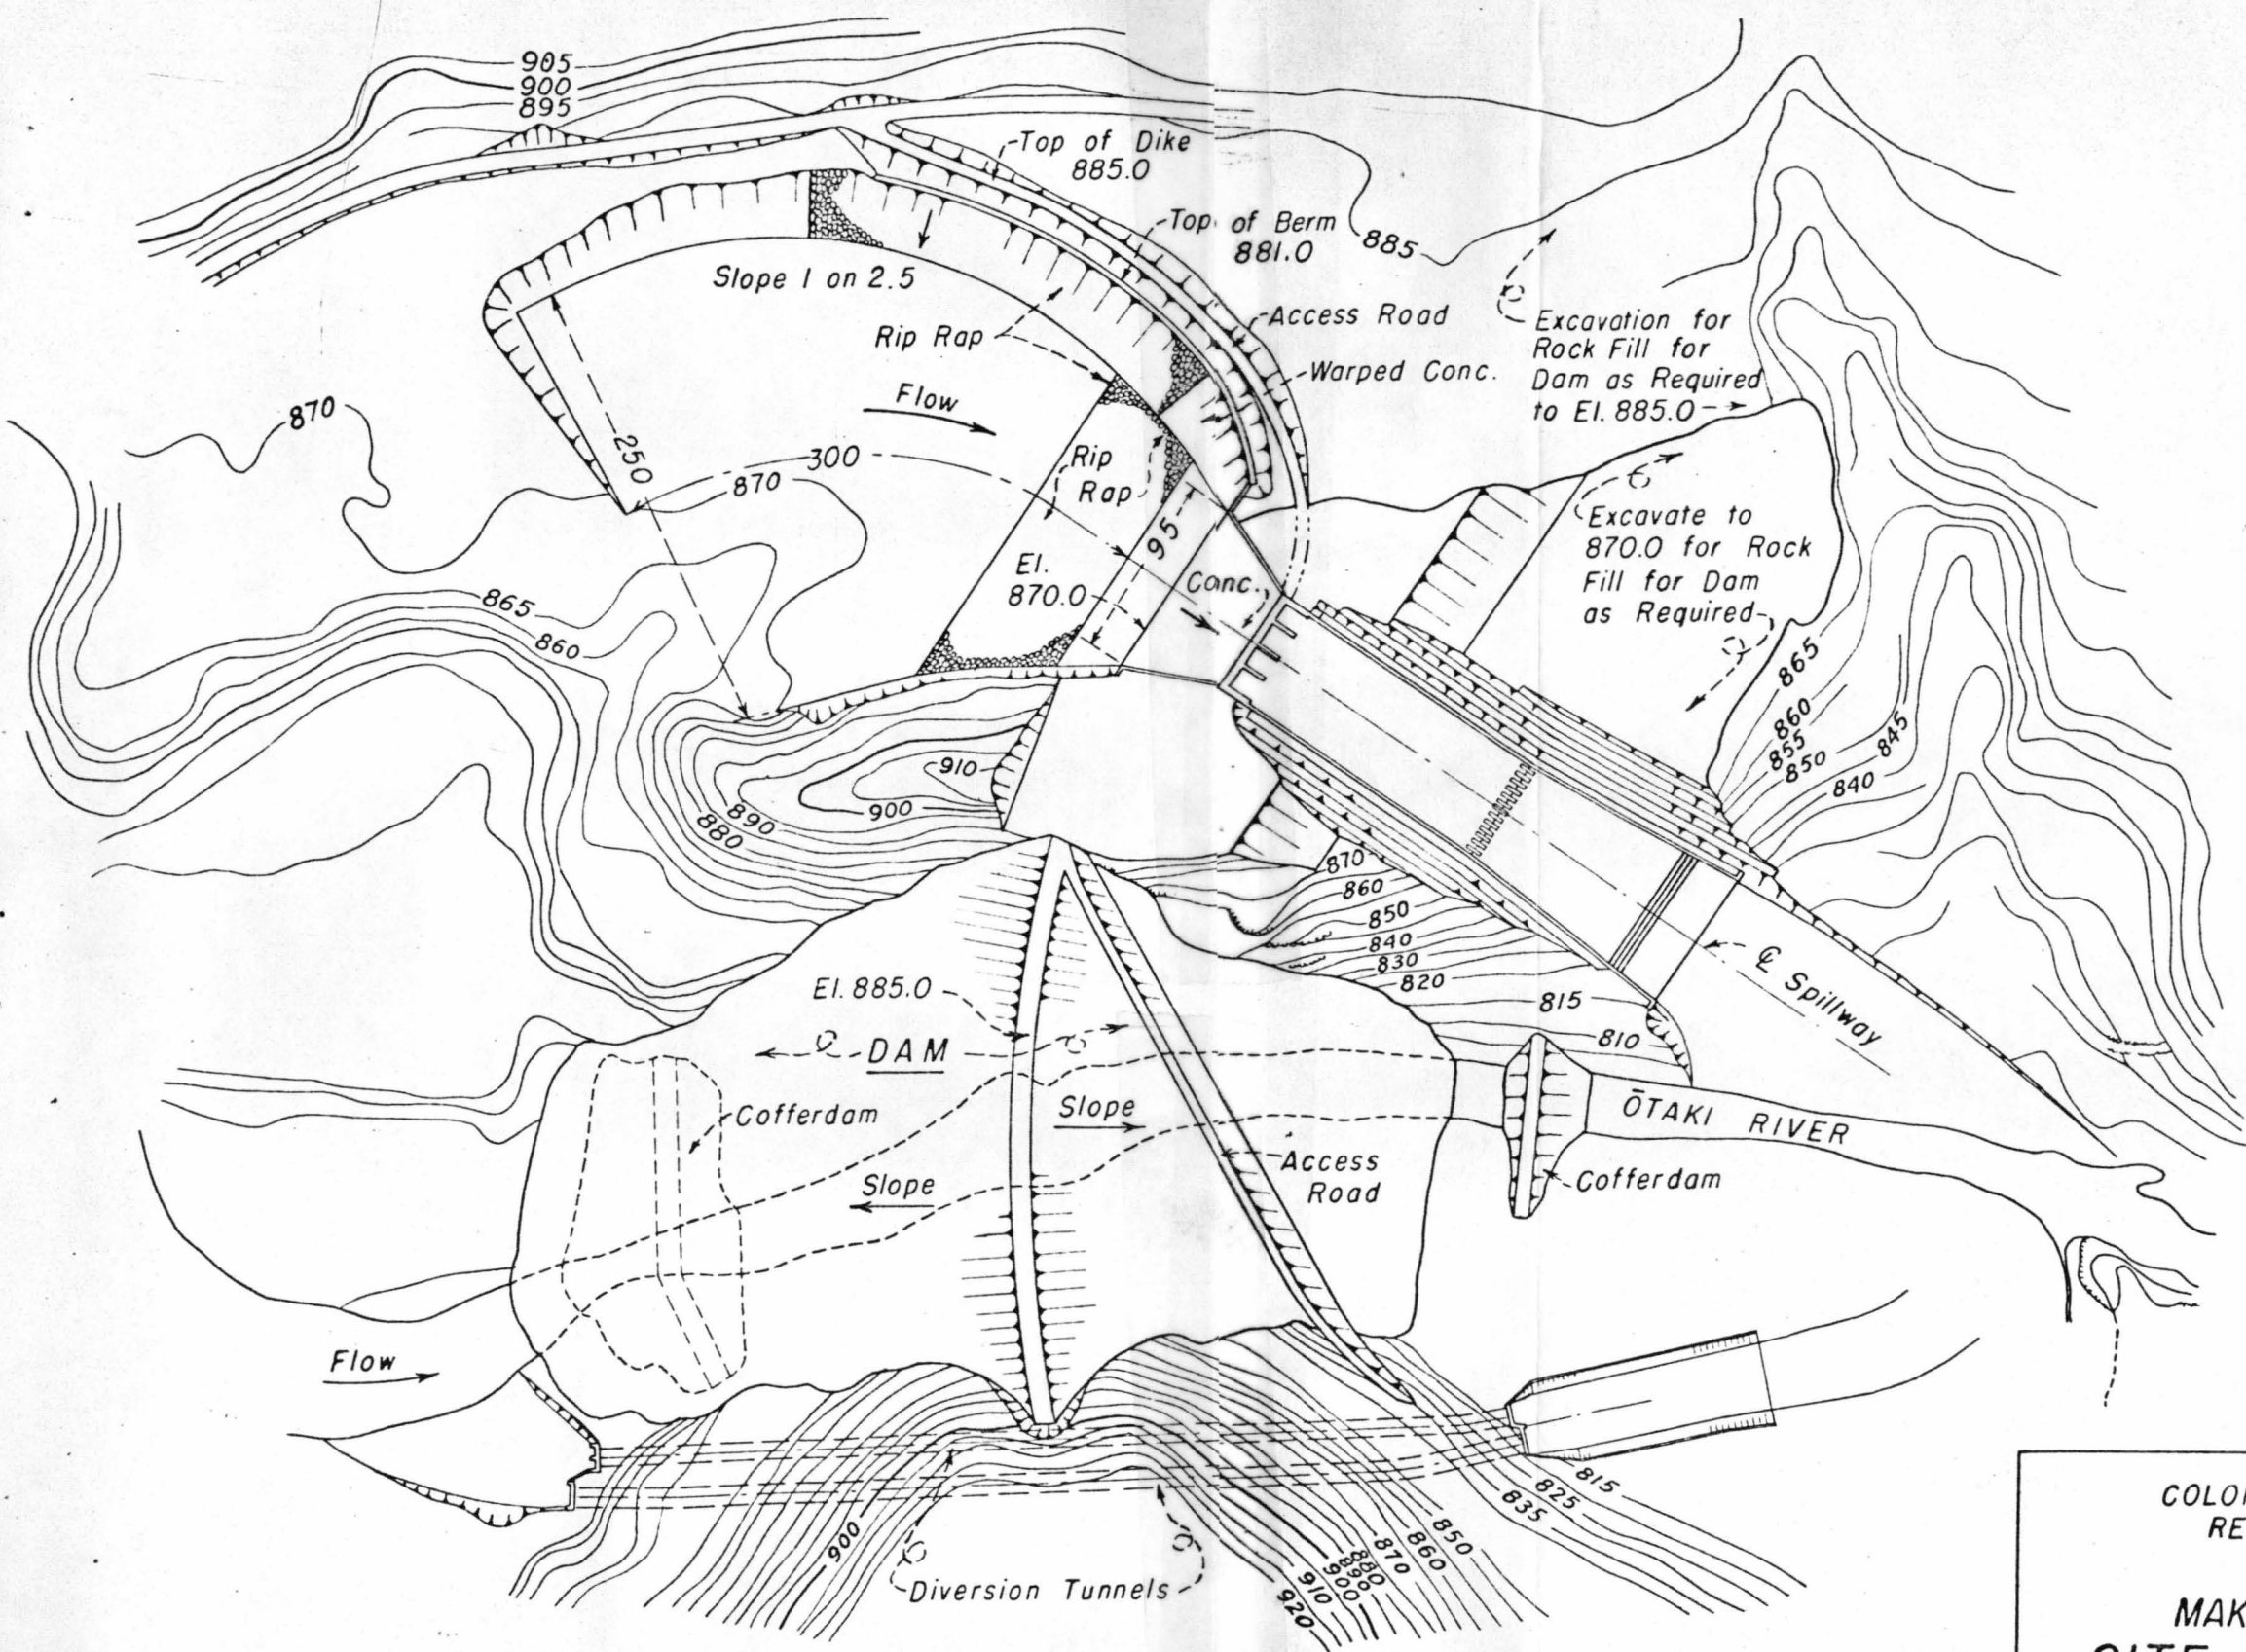 905
900
895
Top of Dike
885.0
Top of Berm
881.0
885
Slope 1 on 2.5
Rip Rap
Access Road
Warped Conc.
Excavation for
Rock Fill for
Dam as Required
to El. 885.0
Flow
870
250
300
870
Rip
Rap
95
El.
870.0
Conc.
Excavate to
870.0 for Rock
Fill for Dam
as Required
865
860
865
860
855
850
845
840
910
900
890
880
870
860
850
840
830
820
815
810
℄ Spillway
El. 885.0
DAM
Cofferdam
Slope
Slope
Access
Road
ŌTAKI RIVER
Cofferdam
Flow
900
Diversion Tunnels
815
825
835
850
860
870
880
890
900
910
920
COLO
RE
MAK